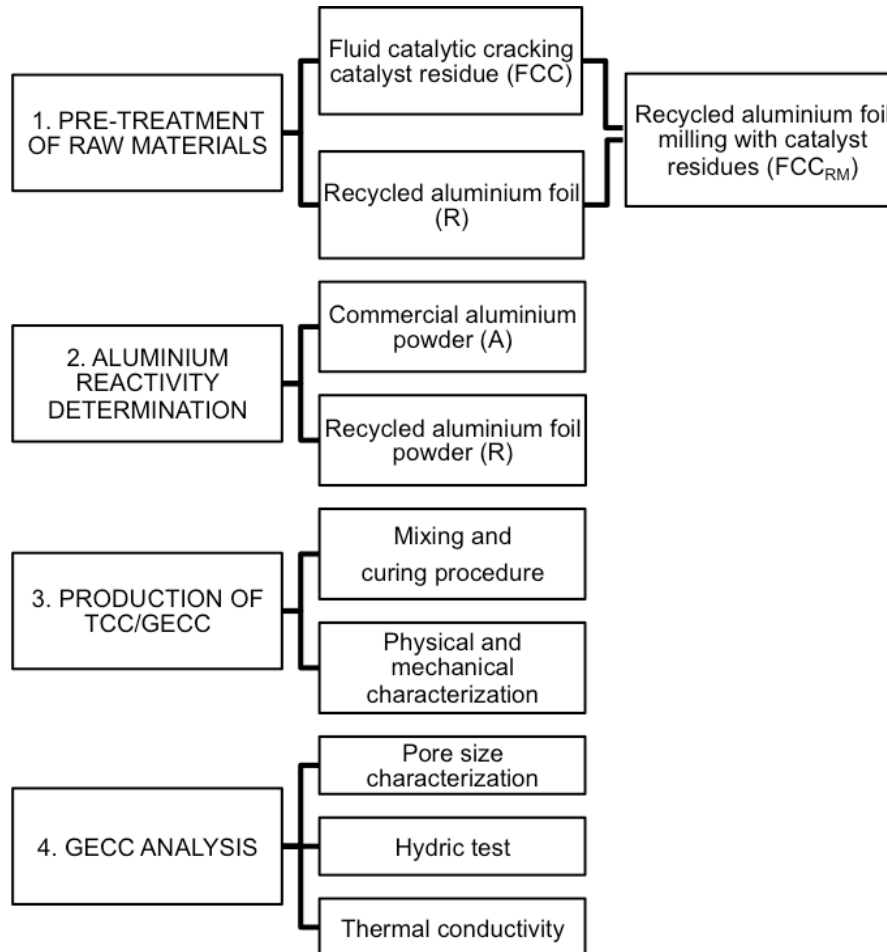 1. PRE-TREATMENT
OF RAW MATERIALS
Fluid catalytic cracking
catalyst residue (FCC)
Recycled aluminium foil
(R)
Recycled aluminium foil
milling with catalyst
residues (FCC_RM)
2. ALUMINIUM
REACTIVITY
DETERMINATION
Commercial aluminium
powder (A)
Recycled aluminium foil
powder (R)
3. PRODUCTION OF
TCC/GECC
Mixing and
curing procedure
Physical and
mechanical
characterization
4. GECC ANALYSIS
Pore size
characterization
Hydric test
Thermal conductivity